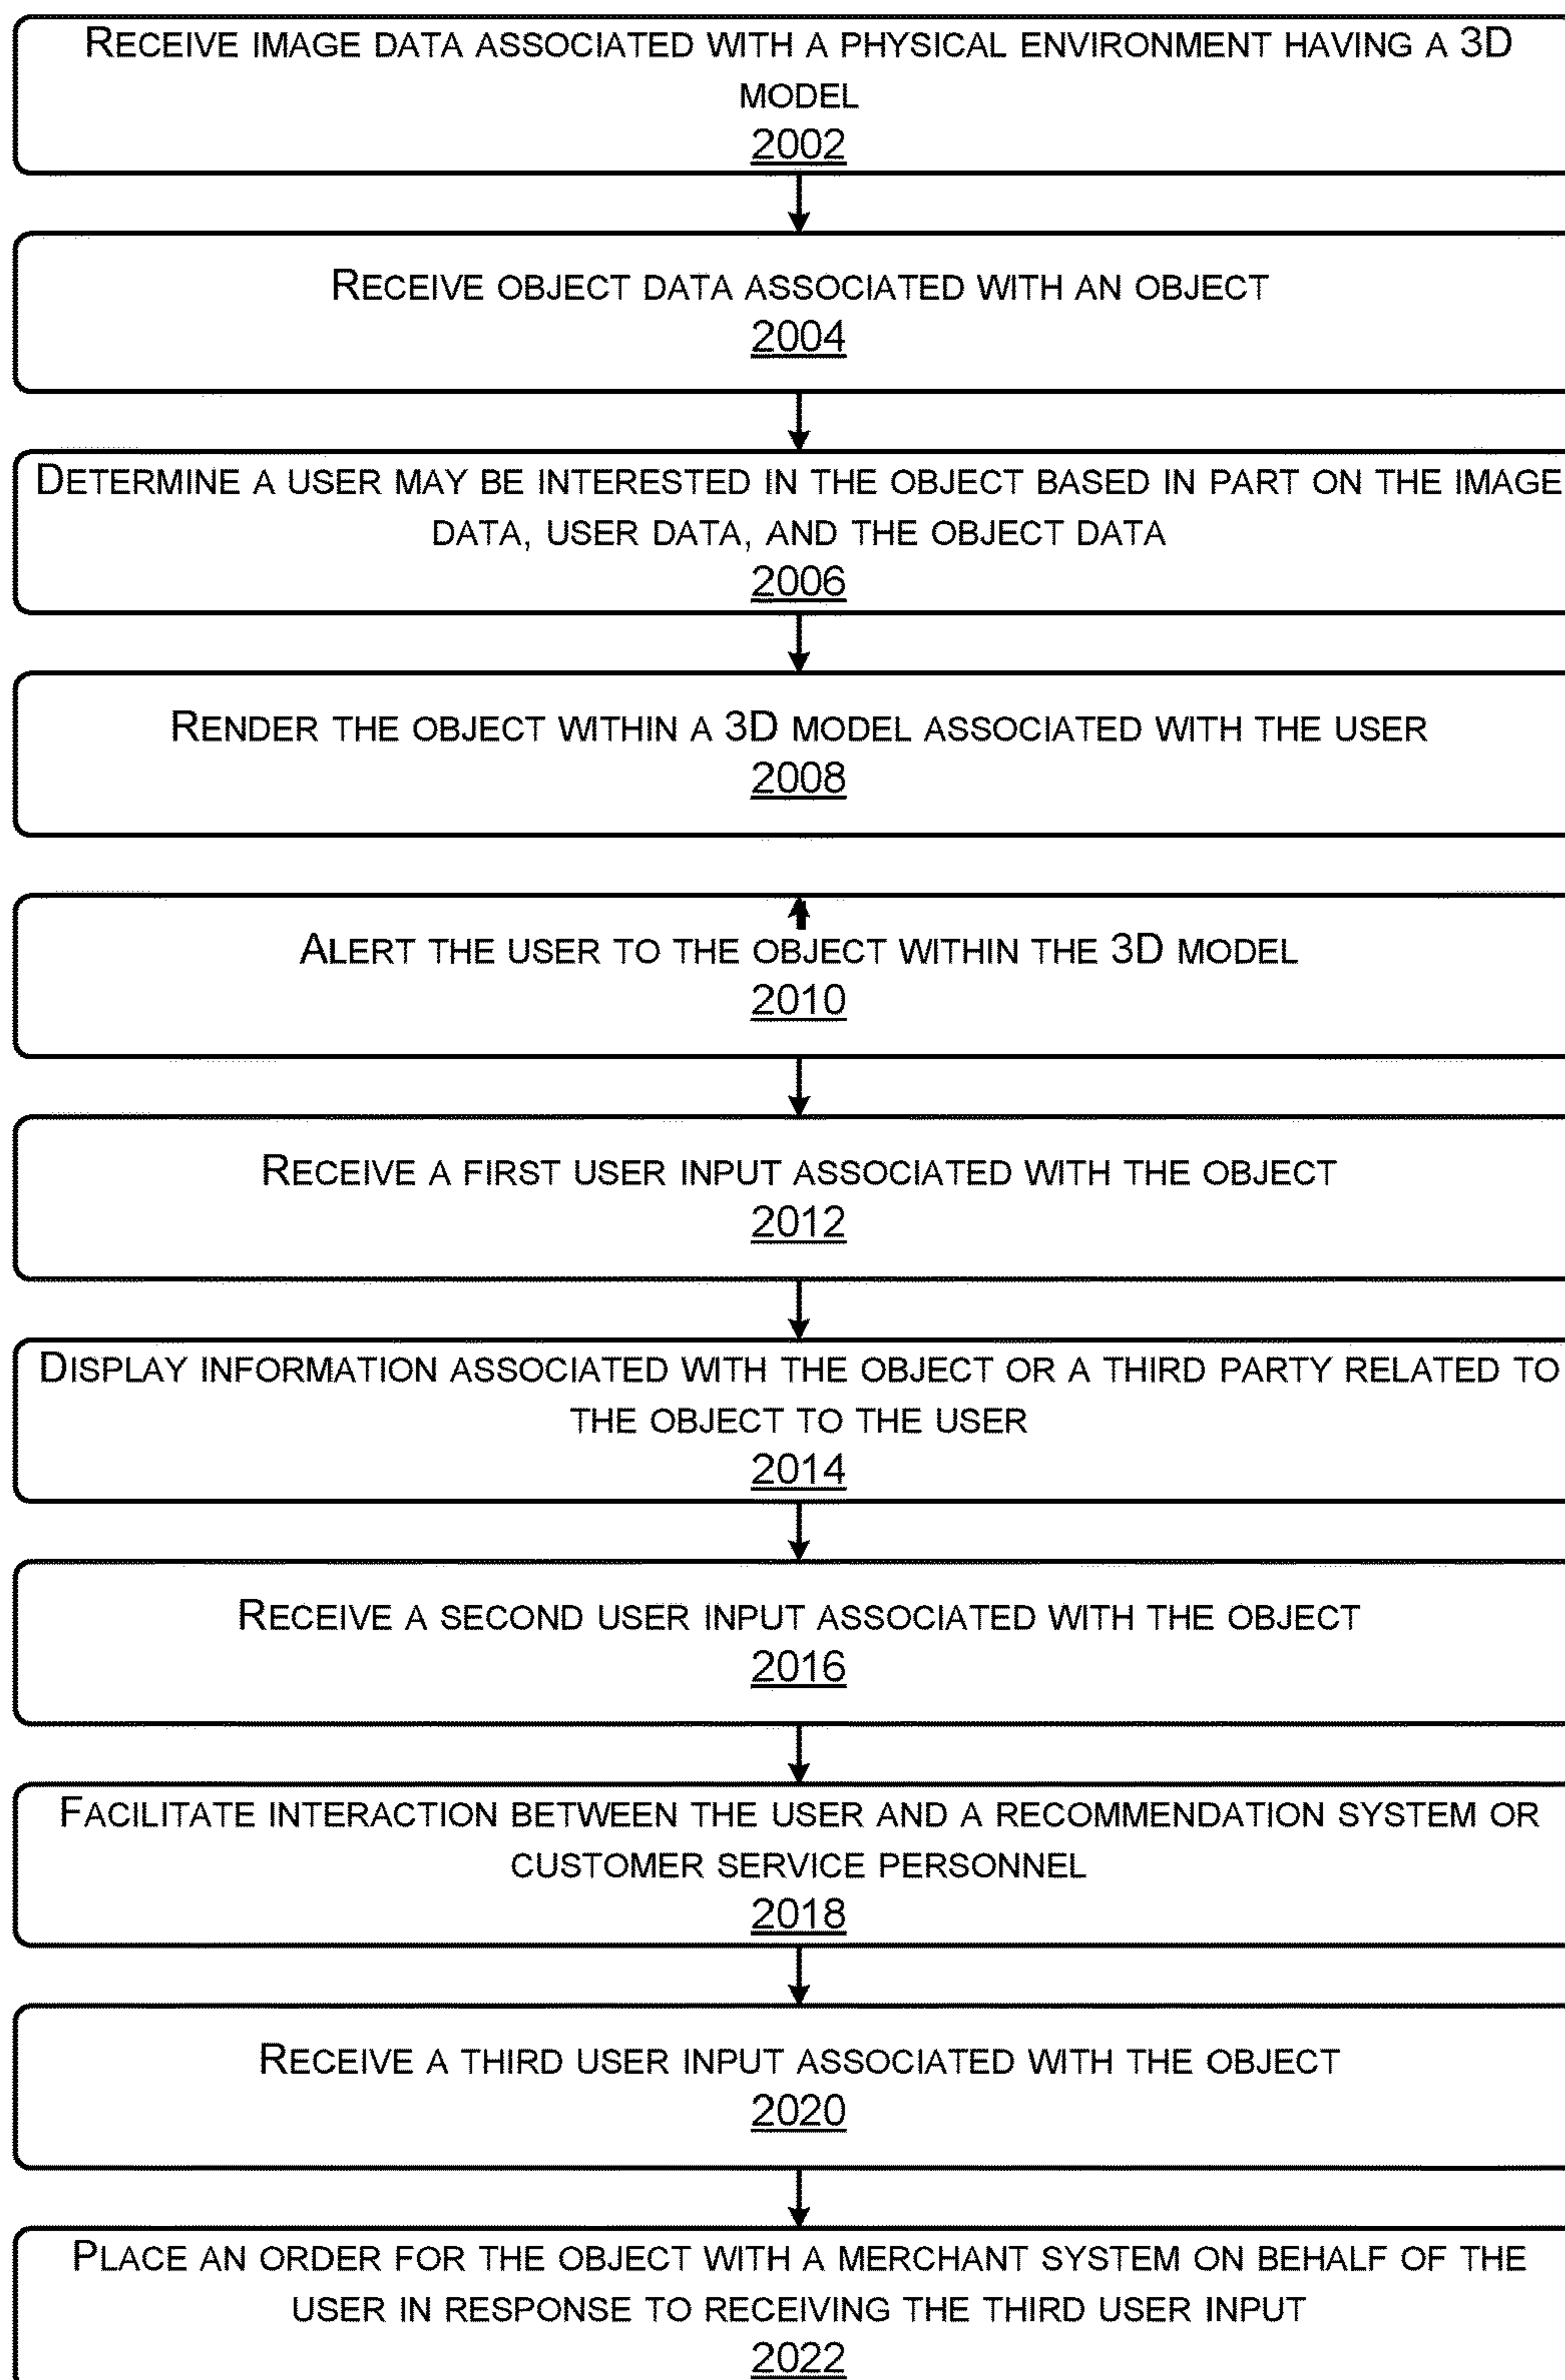 RECEIVE IMAGE DATA ASSOCIATED WITH A PHYSICAL ENVIRONMENT HAVING A 3D
MODEL
2002
RECEIVE OBJECT DATA ASSOCIATED WITH AN OBJECT
2004
DETERMINE A USER MAY BE INTERESTED IN THE OBJECT BASED IN PART ON THE IMAGE
DATA, USER DATA, AND THE OBJECT DATA
2006
RENDER THE OBJECT WITHIN A 3D MODEL ASSOCIATED WITH THE USER
2008
ALERT THE USER TO THE OBJECT WITHIN THE 3D MODEL
2010
RECEIVE A FIRST USER INPUT ASSOCIATED WITH THE OBJECT
2012
DISPLAY INFORMATION ASSOCIATED WITH THE OBJECT OR A THIRD PARTY RELATED TO
THE OBJECT TO THE USER
2014
RECEIVE A SECOND USER INPUT ASSOCIATED WITH THE OBJECT
2016
FACILITATE INTERACTION BETWEEN THE USER AND A RECOMMENDATION SYSTEM OR
CUSTOMER SERVICE PERSONNEL
2018
RECEIVE A THIRD USER INPUT ASSOCIATED WITH THE OBJECT
2020
PLACE AN ORDER FOR THE OBJECT WITH A MERCHANT SYSTEM ON BEHALF OF THE
USER IN RESPONSE TO RECEIVING THE THIRD USER INPUT
2022